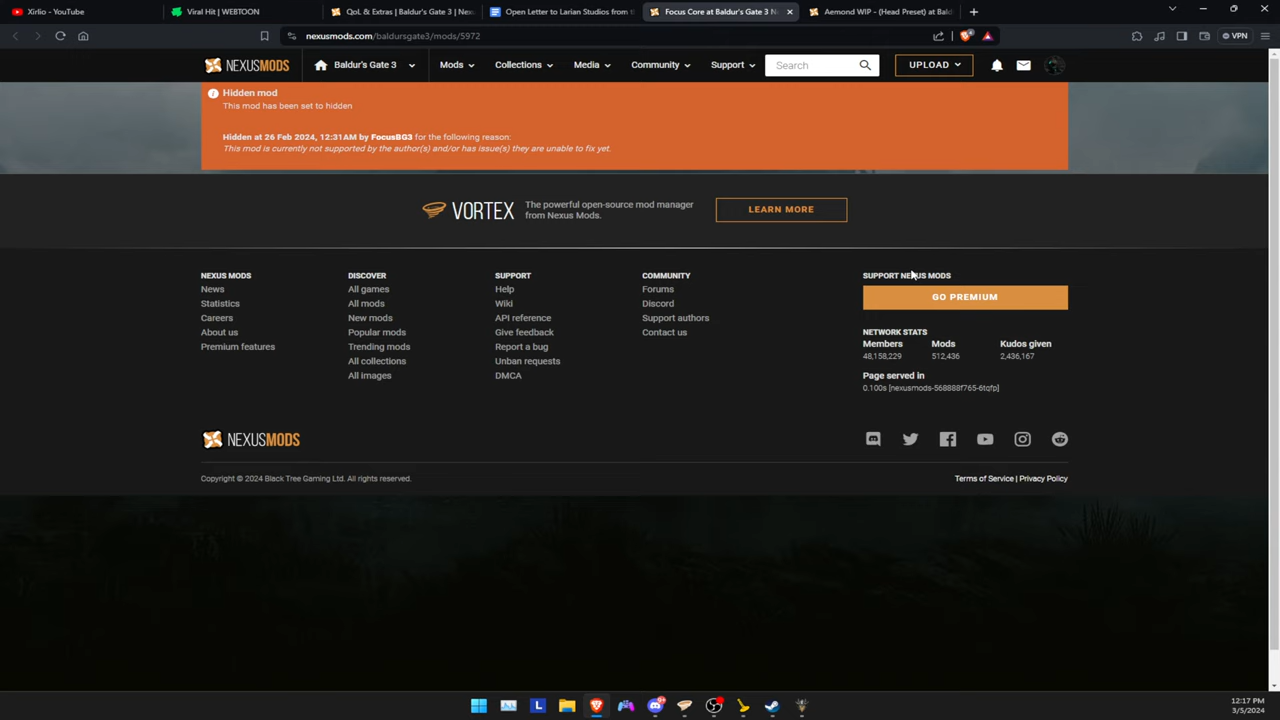 Xirlio - YouTube
Viral Hit | WEBTOON
QoL & Extras | Baldur's Gate 3 | Nex
Open Letter to Larian Studios from t
Focus Core at Baldur's Gate 3 N
Aemond WIP - (Head Preset) at Bald
nexusmods.com/baldursgate3/mods/5972
VPN
NEXUSMODS
Baldur's Gate 3
Mods
Collections
Media
Community
Support
Search
UPLOAD
Hidden mod
This mod has been set to hidden
Hidden at 26 Feb 2024, 12:31AM by FocusBG3 for the following reason:
This mod is currently not supported by the author(s) and/or has issue(s) they are unable to fix yet.
VORTEX
The powerful open-source mod manager
from Nexus Mods.
LEARN MORE
NEXUS MODS
News
Statistics
Careers
About us
Premium features
DISCOVER
All games
All mods
New mods
Popular mods
Trending mods
All collections
All images
SUPPORT
Help
Wiki
API reference
Give feedback
Report a bug
Unban requests
DMCA
COMMUNITY
Forums
Discord
Support authors
Contact us
SUPPORT NEXUS MODS
GO PREMIUM
NETWORK STATS
Members
48,158,229
Mods
512,436
Kudos given
2,436,167
Page served in
0.100s [nexusmods-568888f765-6tqfp]
NEXUSMODS
Copyright © 2024 Black Tree Gaming Ltd. All rights reserved.
Terms of Service | Privacy Policy
L
12:17 PM
3/5/2024